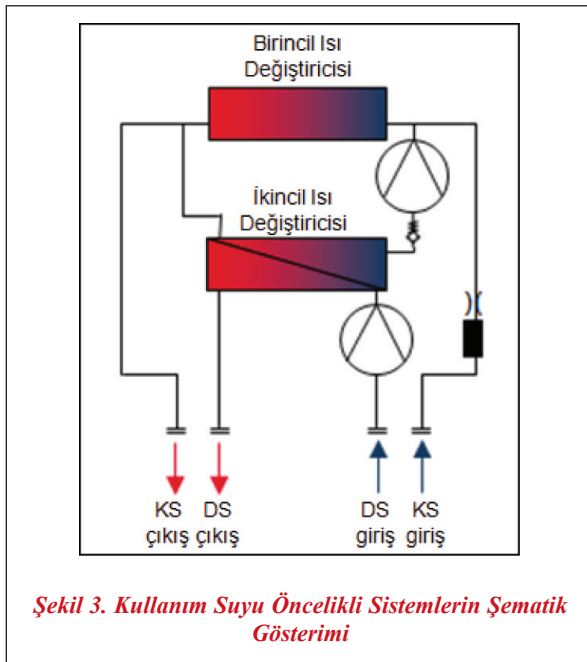 Birincil Isı
Değiştiricisi
İkincil Isı
Değiştiricisi
KS DS DS KS
çıkış çıkış giriş giriş
Şekil 3. Kullanım Suyu Öncelikli Sistemlerin Şematik
Gösterimi